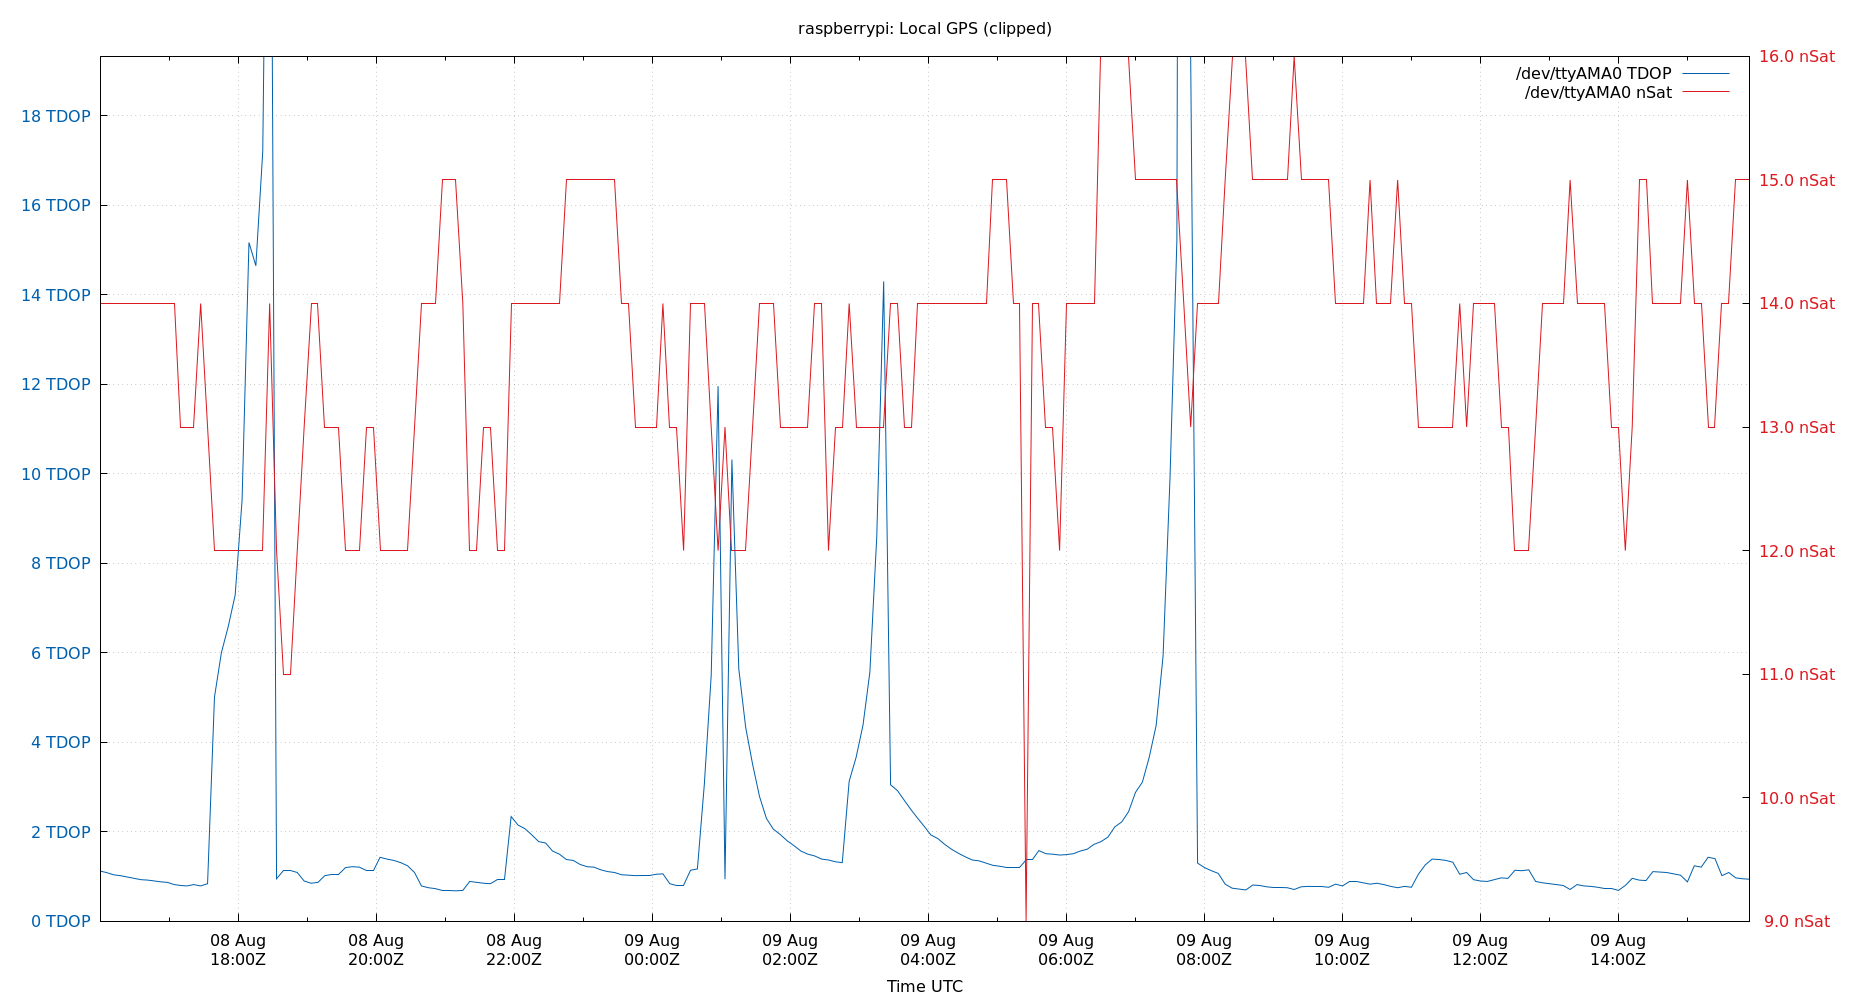 raspberrypi: Local GPS (clipped)
/dev/ttyAMA0 TDOP
/dev/ttyAMA0 nSat
18 TDOP
16 TDOP
14 TDOP
12 TDOP
10 TDOP
8 TDOP
6 TDOP
4 TDOP
2 TDOP
0 TDOP
16.0 nSat
15.0 nSat
14.0 nSat
13.0 nSat
12.0 nSat
11.0 nSat
10.0 nSat
9.0 nSat
08 Aug
18:00Z
08 Aug
20:00Z
08 Aug
22:00Z
09 Aug
00:00Z
09 Aug
02:00Z
09 Aug
04:00Z
09 Aug
06:00Z
09 Aug
08:00Z
09 Aug
10:00Z
09 Aug
12:00Z
09 Aug
14:00Z
Time UTC